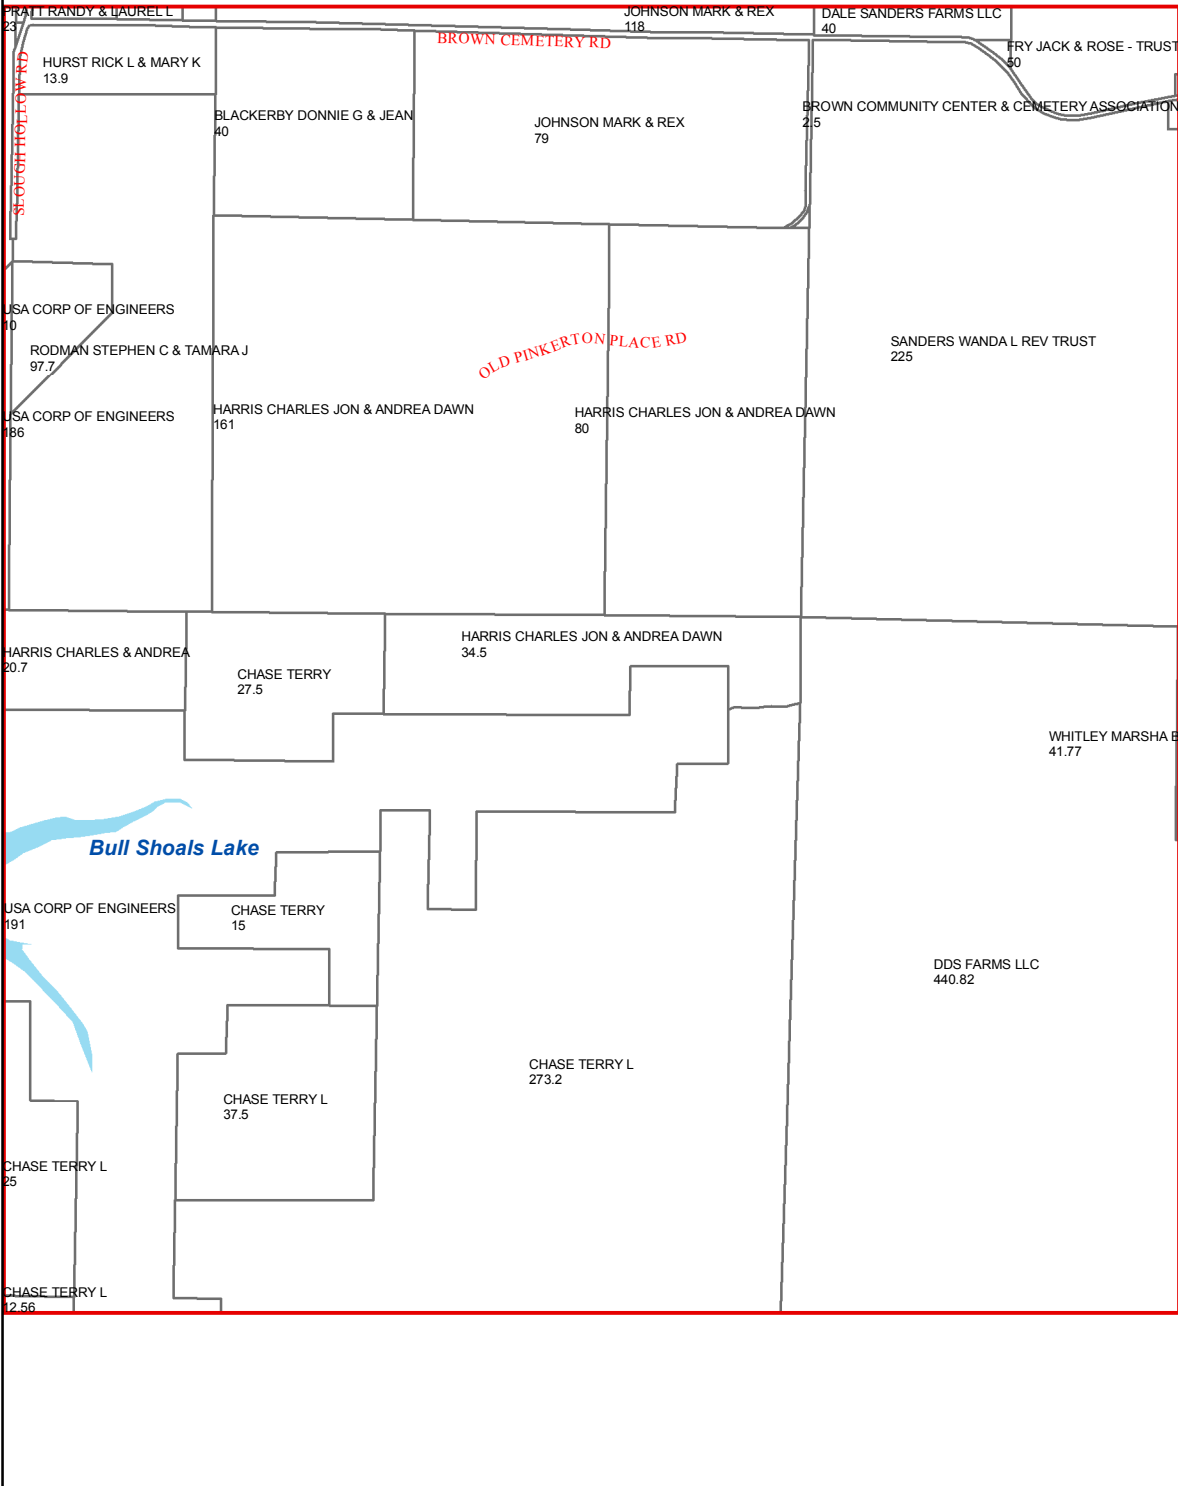 PRATT RANDY & LAUREL L
23
JOHNSON MARK & REX
118
DALE SANDERS FARMS LLC
40
BROWN CEMETERY RD
FRY JACK & ROSE - TRUST
50
SLOUGH HOLLOW RD
HURST RICK L & MARY K
13.9
BLACKERBY DONNIE G & JEAN
40
JOHNSON MARK & REX
79
BROWN COMMUNITY CENTER & CEMETERY ASSOCIATION
2.5
USA CORP OF ENGINEERS
10
RODMAN STEPHEN C & TAMARA J
97.7
OLD PINKERTON PLACE RD
SANDERS WANDA L REV TRUST
225
USA CORP OF ENGINEERS
186
HARRIS CHARLES JON & ANDREA DAWN
161
HARRIS CHARLES JON & ANDREA DAWN
80
HARRIS CHARLES & ANDREA
20.7
CHASE TERRY
27.5
HARRIS CHARLES JON & ANDREA DAWN
34.5
WHITLEY MARSHA E
41.77
Bull Shoals Lake
USA CORP OF ENGINEERS
191
CHASE TERRY
15
DDS FARMS LLC
440.82
CHASE TERRY L
273.2
CHASE TERRY L
37.5
CHASE TERRY L
25
CHASE TERRY L
12.56